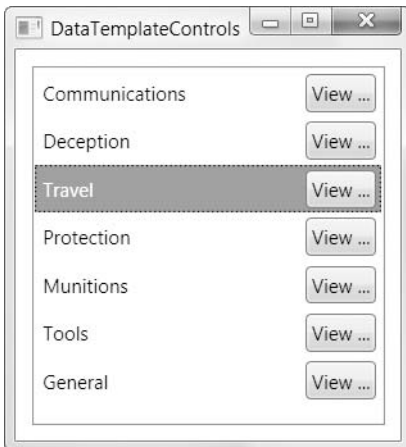 DataTemplateControls
Communications View ...
Deception View ...
Travel View ...
Protection View ...
Munitions View ...
Tools View ...
General View ...